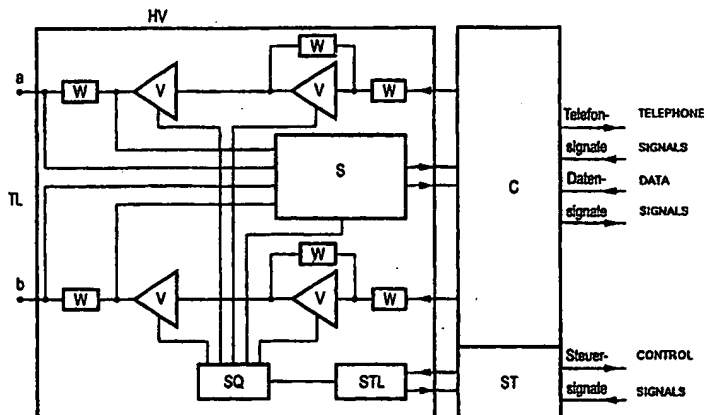 HV
W
a
W
V
V
W
Telefon- TELEPHONE
signale SIGNALS
S
Daten- DATA
C
TL
signale SIGNALS
W
b
W
V
V
W
Steuer- CONTROL
SQ
STL
ST
signale SIGNALS